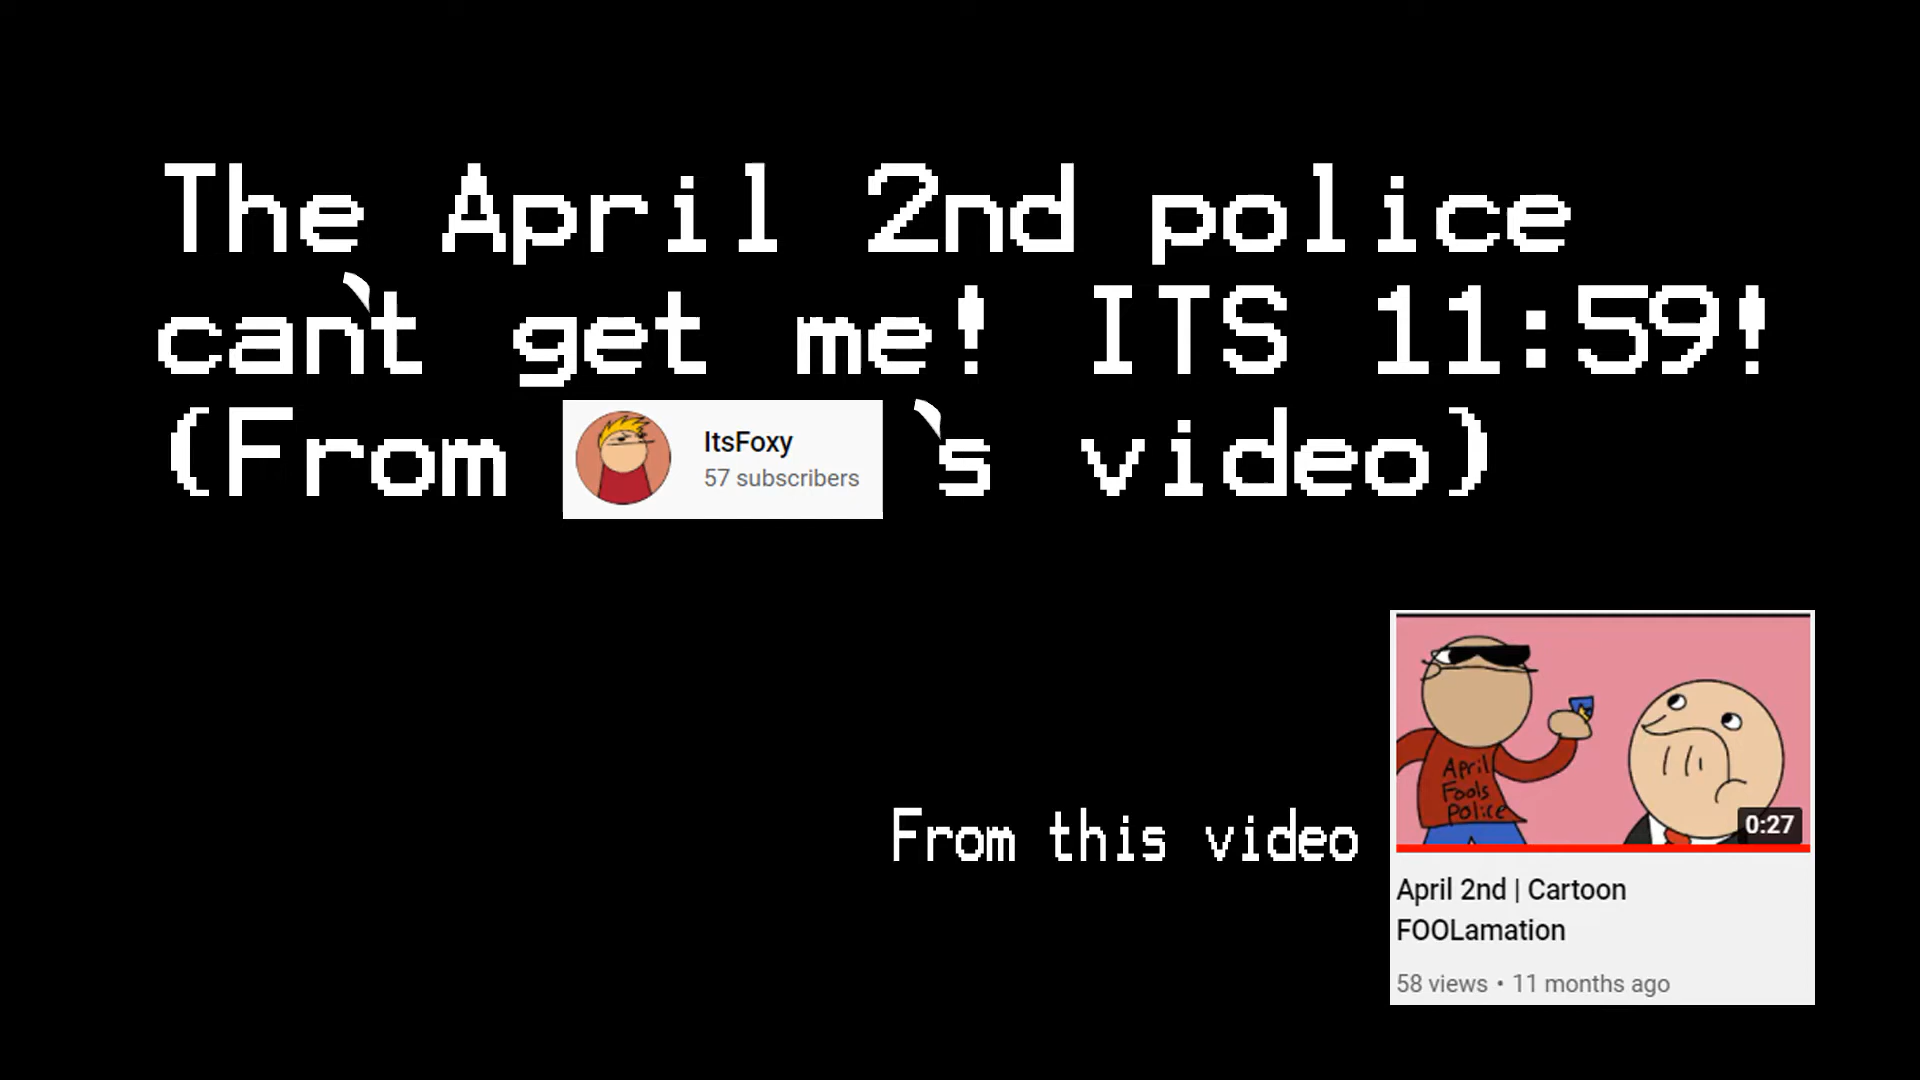 The April 2nd police
can`t get me! ITS 11:59!
(From ItsFoxy `s video)
57 subscribers
April
Fools
Police
0:27
From this video
April 2nd | Cartoon
FOOLamation
58 views • 11 months ago